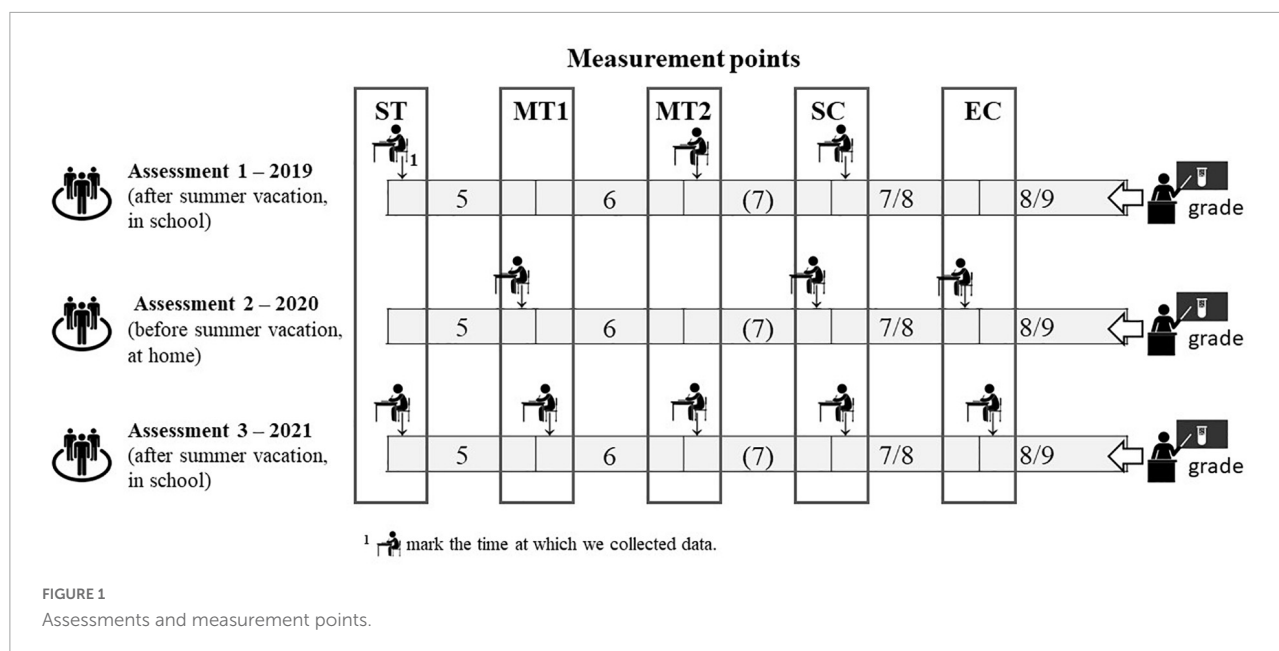 Measurement points
ST MT1 MT2 SC EC
1
Assessment 1 – 2019
(after summer vacation,
in school)
5 6 (7) 7/8 8/9
grade
Assessment 2 – 2020
(before summer vacation,
at home)
5 6 (7) 7/8 8/9
grade
Assessment 3 – 2021
(after summer vacation,
in school)
5 6 (7) 7/8 8/9
grade
1 mark the time at which we collected data.
FIGURE 1
Assessments and measurement points.